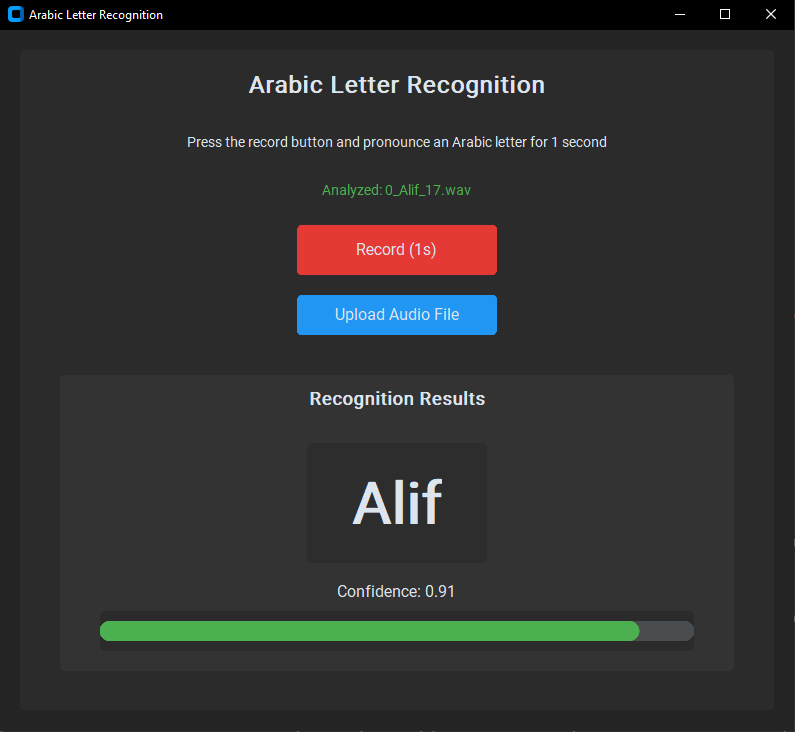 Arabic Letter Recognition
Arabic Letter Recognition
Press the record button and pronounce an Arabic letter for 1 second
Analyzed: 0_Alif_17.wav
Record (1s)
Upload Audio File
Recognition Results
Alif
Confidence: 0.91